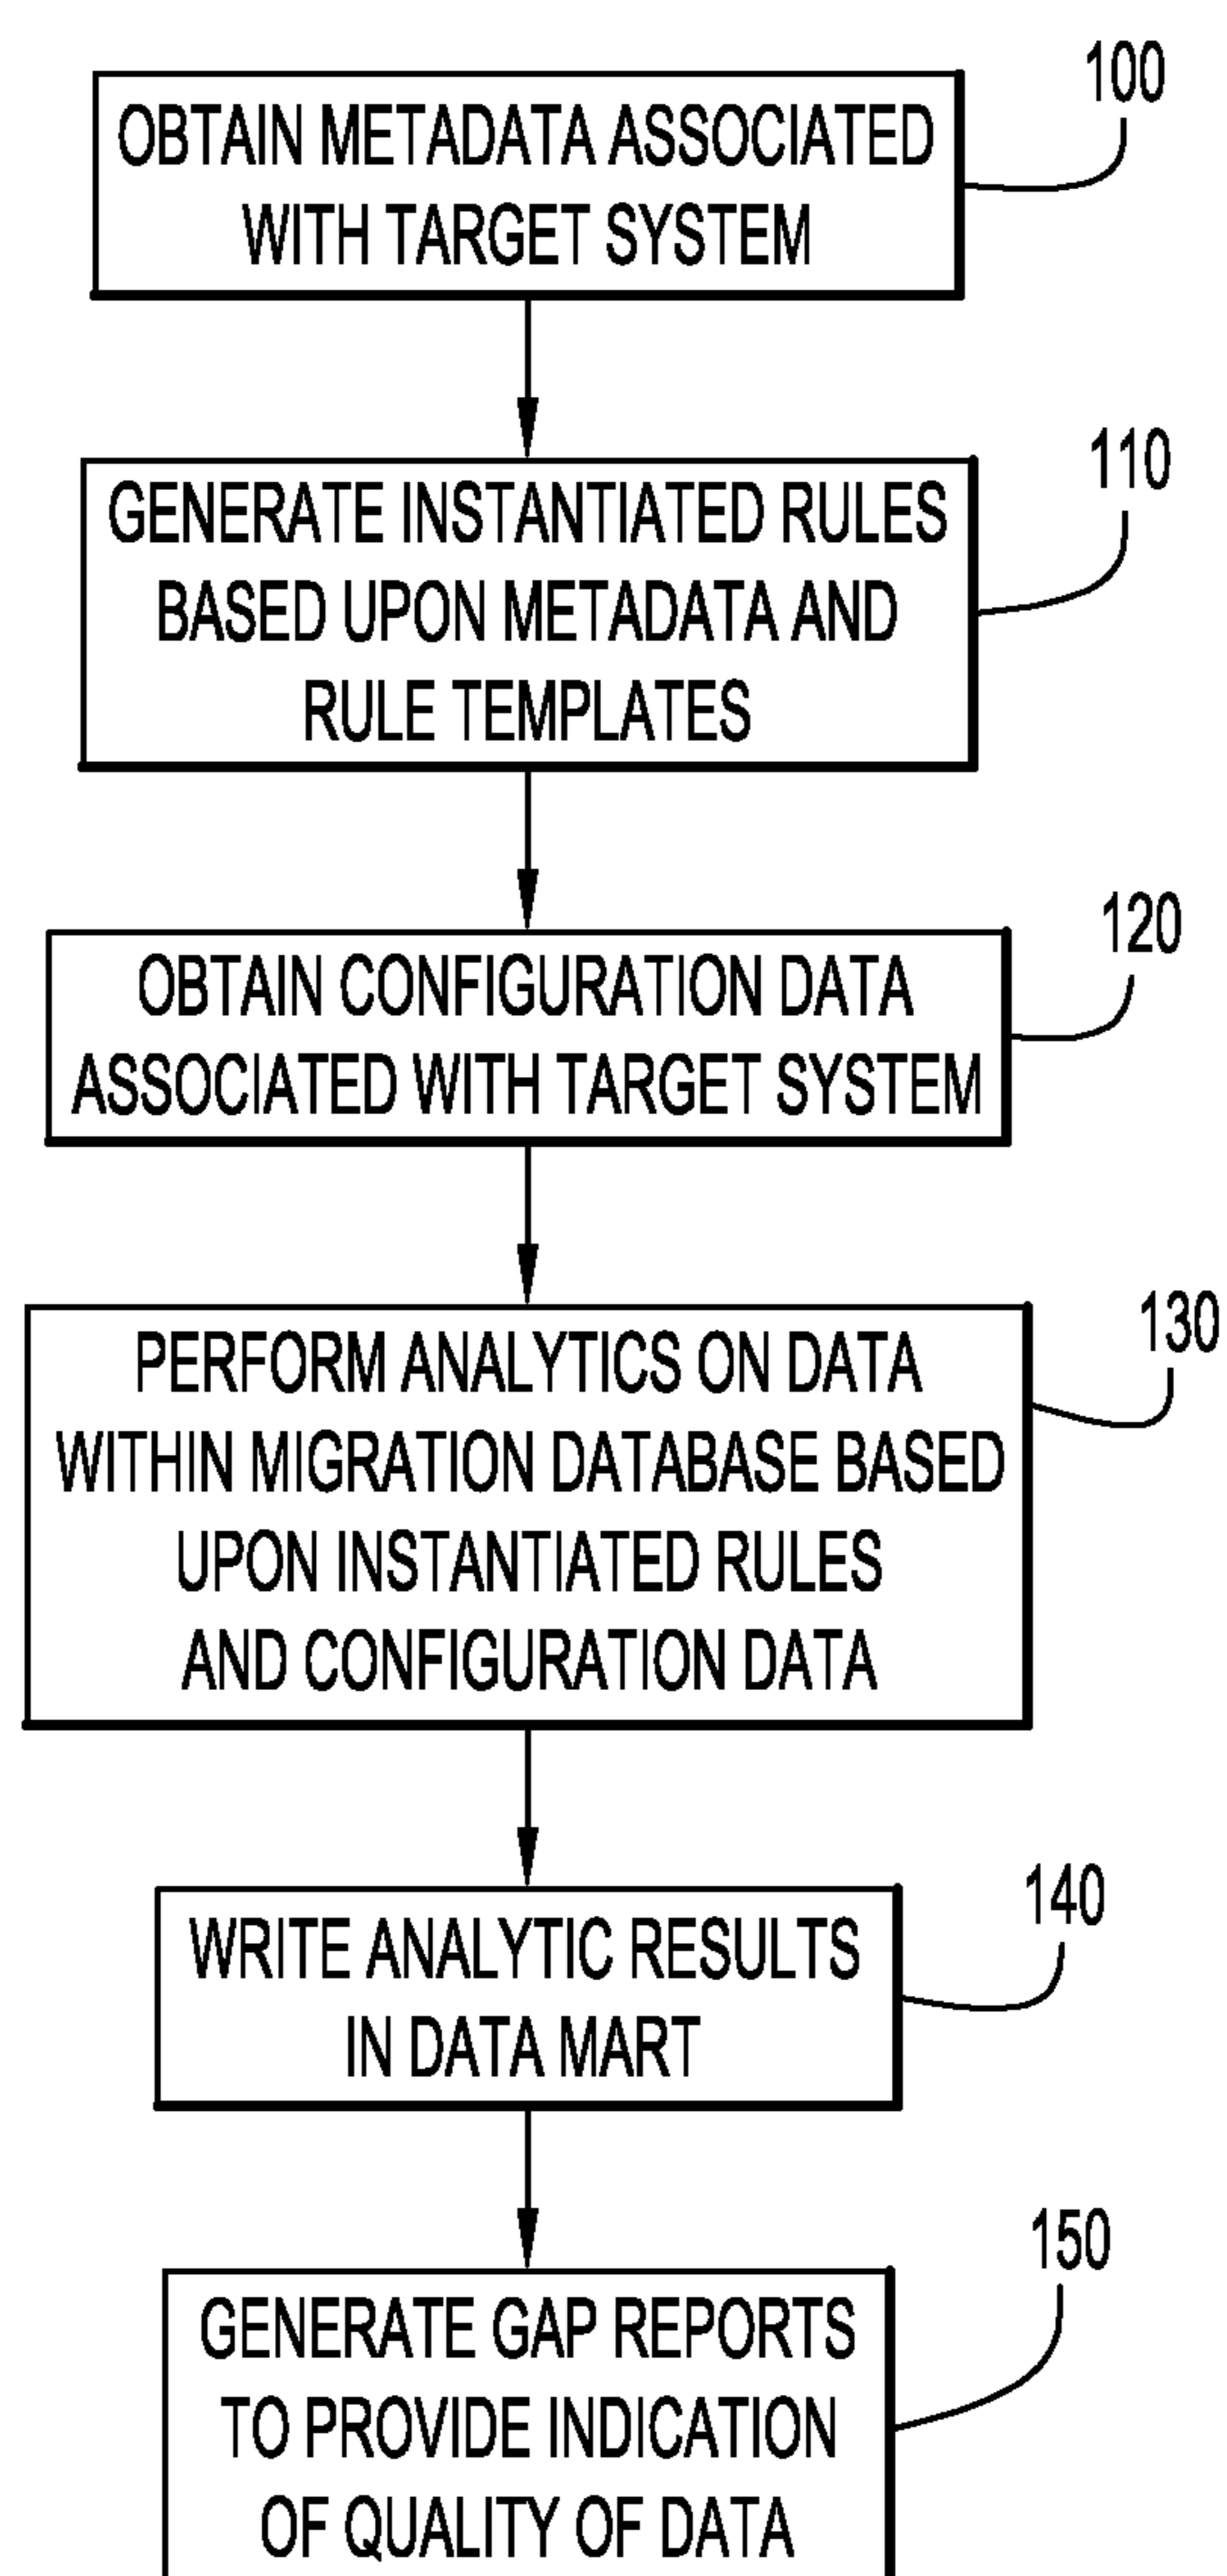 100
OBTAIN METADATA ASSOCIATED
WITH TARGET SYSTEM
110
GENERATE INSTANTIATED RULES
BASED UPON METADATA AND
RULE TEMPLATES
120
OBTAIN CONFIGURATION DATA
ASSOCIATED WITH TARGET SYSTEM
130
PERFORM ANALYTICS ON DATA
WITHIN MIGRATION DATABASE BASED
UPON INSTANTIATED RULES
AND CONFIGURATION DATA
140
WRITE ANALYTIC RESULTS
IN DATA MART
150
GENERATE GAP REPORTS
TO PROVIDE INDICATION
OF QUALITY OF DATA